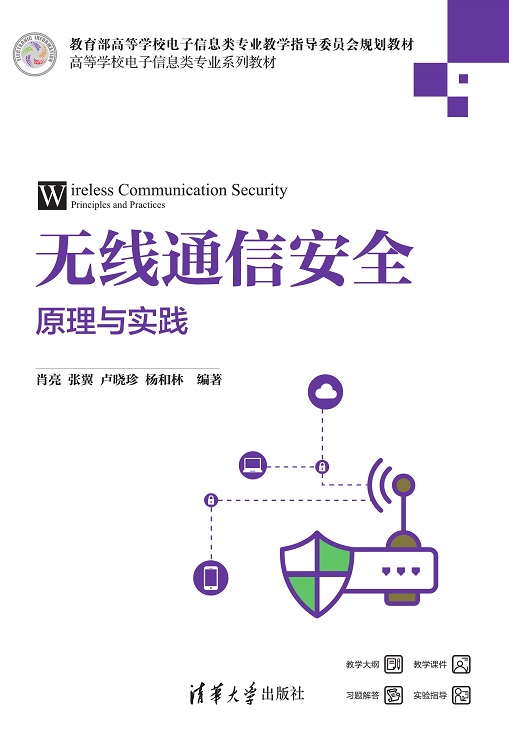 教育部高等学校电子信息类专业教学指导委员会规划教材
高等学校电子信息类专业系列教材
ELECTRONIC INFORMATION
Wireless Communication Security
Principles and Practices
无线通信安全
原理与实践
肖亮 张翼 卢晓珍 杨和林 编著
教学大纲 教学课件
习题解答 实验指导
清华大学出版社